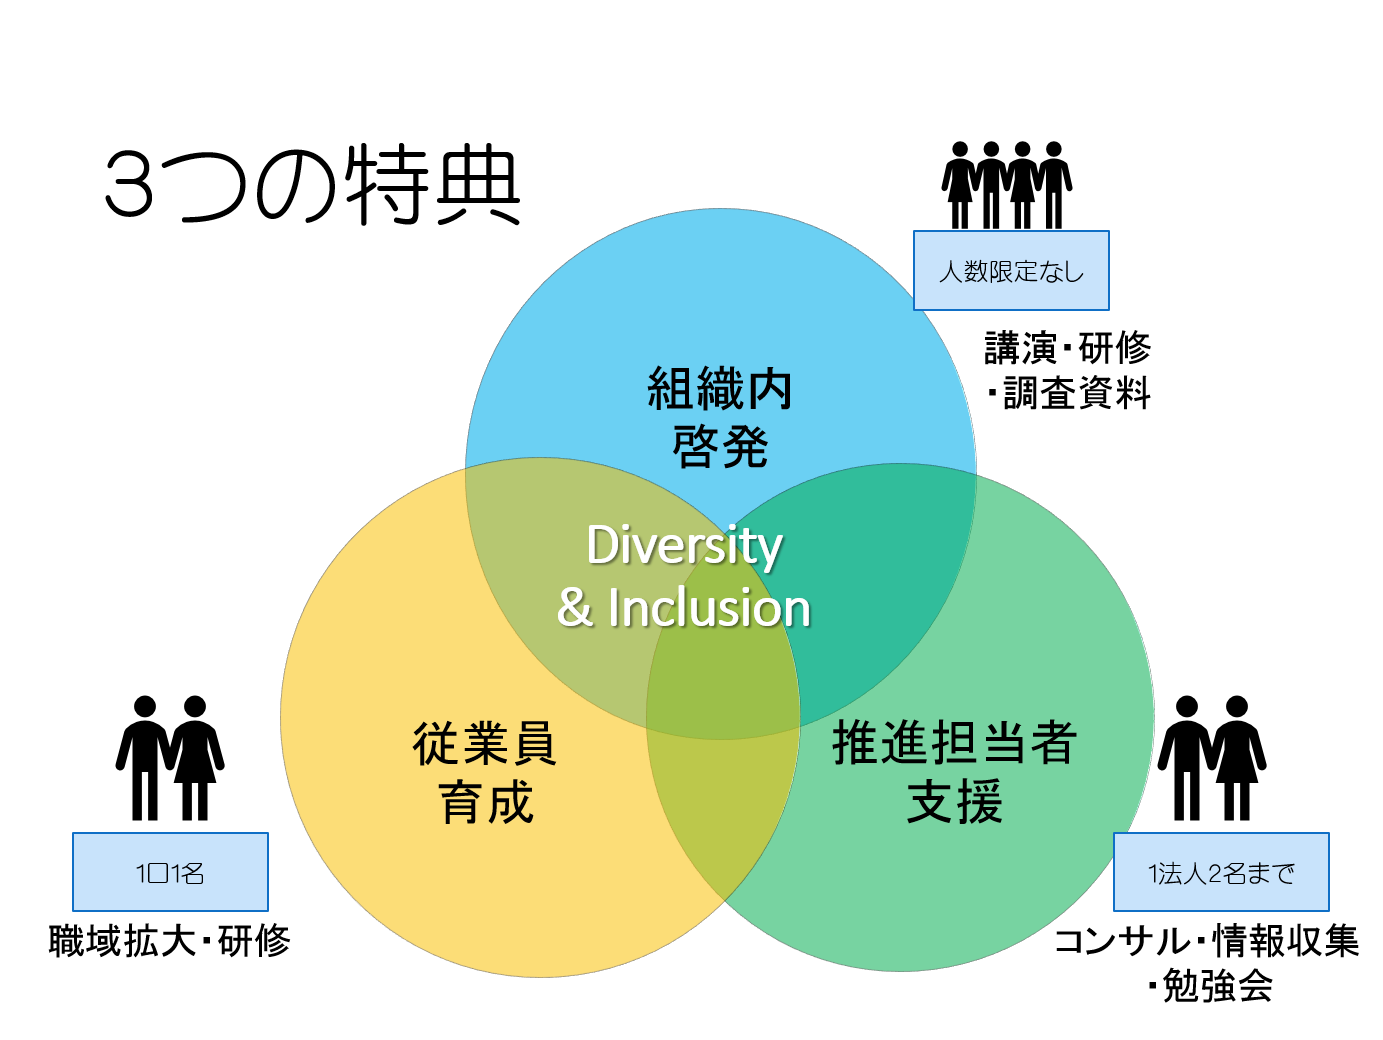 3つの特典
人数限定なし
講演・研修
・調査資料
組織内
啓発
Diversity
& Inclusion
従業員
育成
推進担当者
支援
1口1名
職域拡大・研修
1法人2名まで
コンサル・情報収集
・勉強会